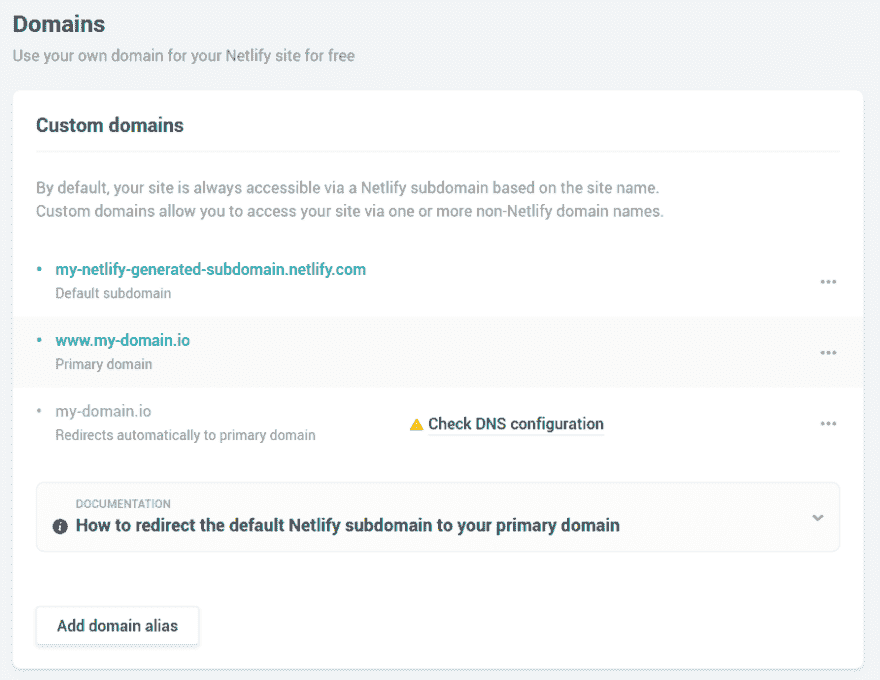 Domains
Use your own domain for your Netlify site for free
Custom domains
By default, your site is always accessible via a Netlify subdomain based on the site name.
Custom domains allow you to access your site via one or more non-Netlify domain names.
my-netlify-generated-subdomain.netlify.com
Default subdomain
www.my-domain.io
Primary domain
my-domain.io
Redirects automatically to primary domain
Check DNS configuration
DOCUMENTATION
How to redirect the default Netlify subdomain to your primary domain
Add domain alias